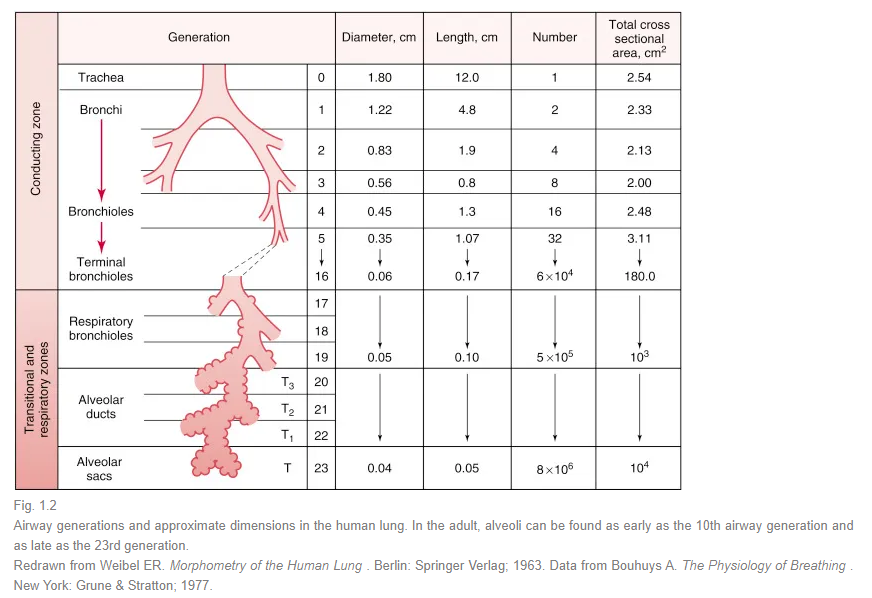 Generation Diameter, cm Length, cm Number Total cross
sectional
area, cm²
Conducting zone
Trachea 0 1.80 12.0 1 2.54
Bronchi 1 1.22 4.8 2 2.33
2 0.83 1.9 4 2.13
3 0.56 0.8 8 2.00
Bronchioles 4 0.45 1.3 16 2.48
5 0.35 1.07 32 3.11
Terminal
bronchioles 16 0.06 0.17 6×10⁴ 180.0
Transitional and
respiratory zones
17
Respiratory
bronchioles 18
19 0.05 0.10 5×10⁵ 10³
T₃ 20
Alveolar
ducts T₂ 21
T₁ 22
Alveolar
sacs T 23 0.04 0.05 8×10⁶ 10⁴
Fig. 1.2
Airway generations and approximate dimensions in the human lung. In the adult, alveoli can be found as early as the 10th airway generation and
as late as the 23rd generation.
Redrawn from Weibel ER. Morphometry of the Human Lung . Berlin: Springer Verlag; 1963. Data from Bouhuys A. The Physiology of Breathing .
New York: Grune & Stratton; 1977.